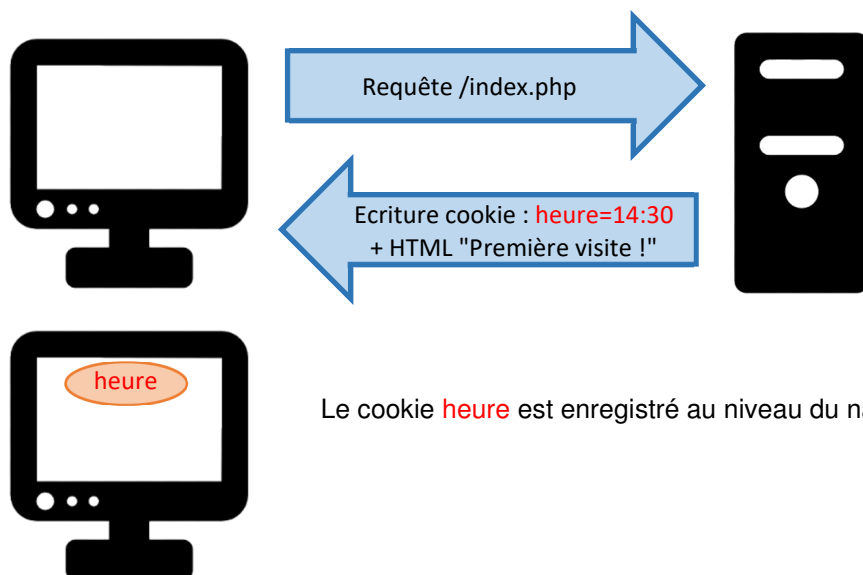 Requête /index.php
Ecriture cookie : heure=14:30
+ HTML "Première visite !"
heure
Le cookie heure est enregistré au niveau du